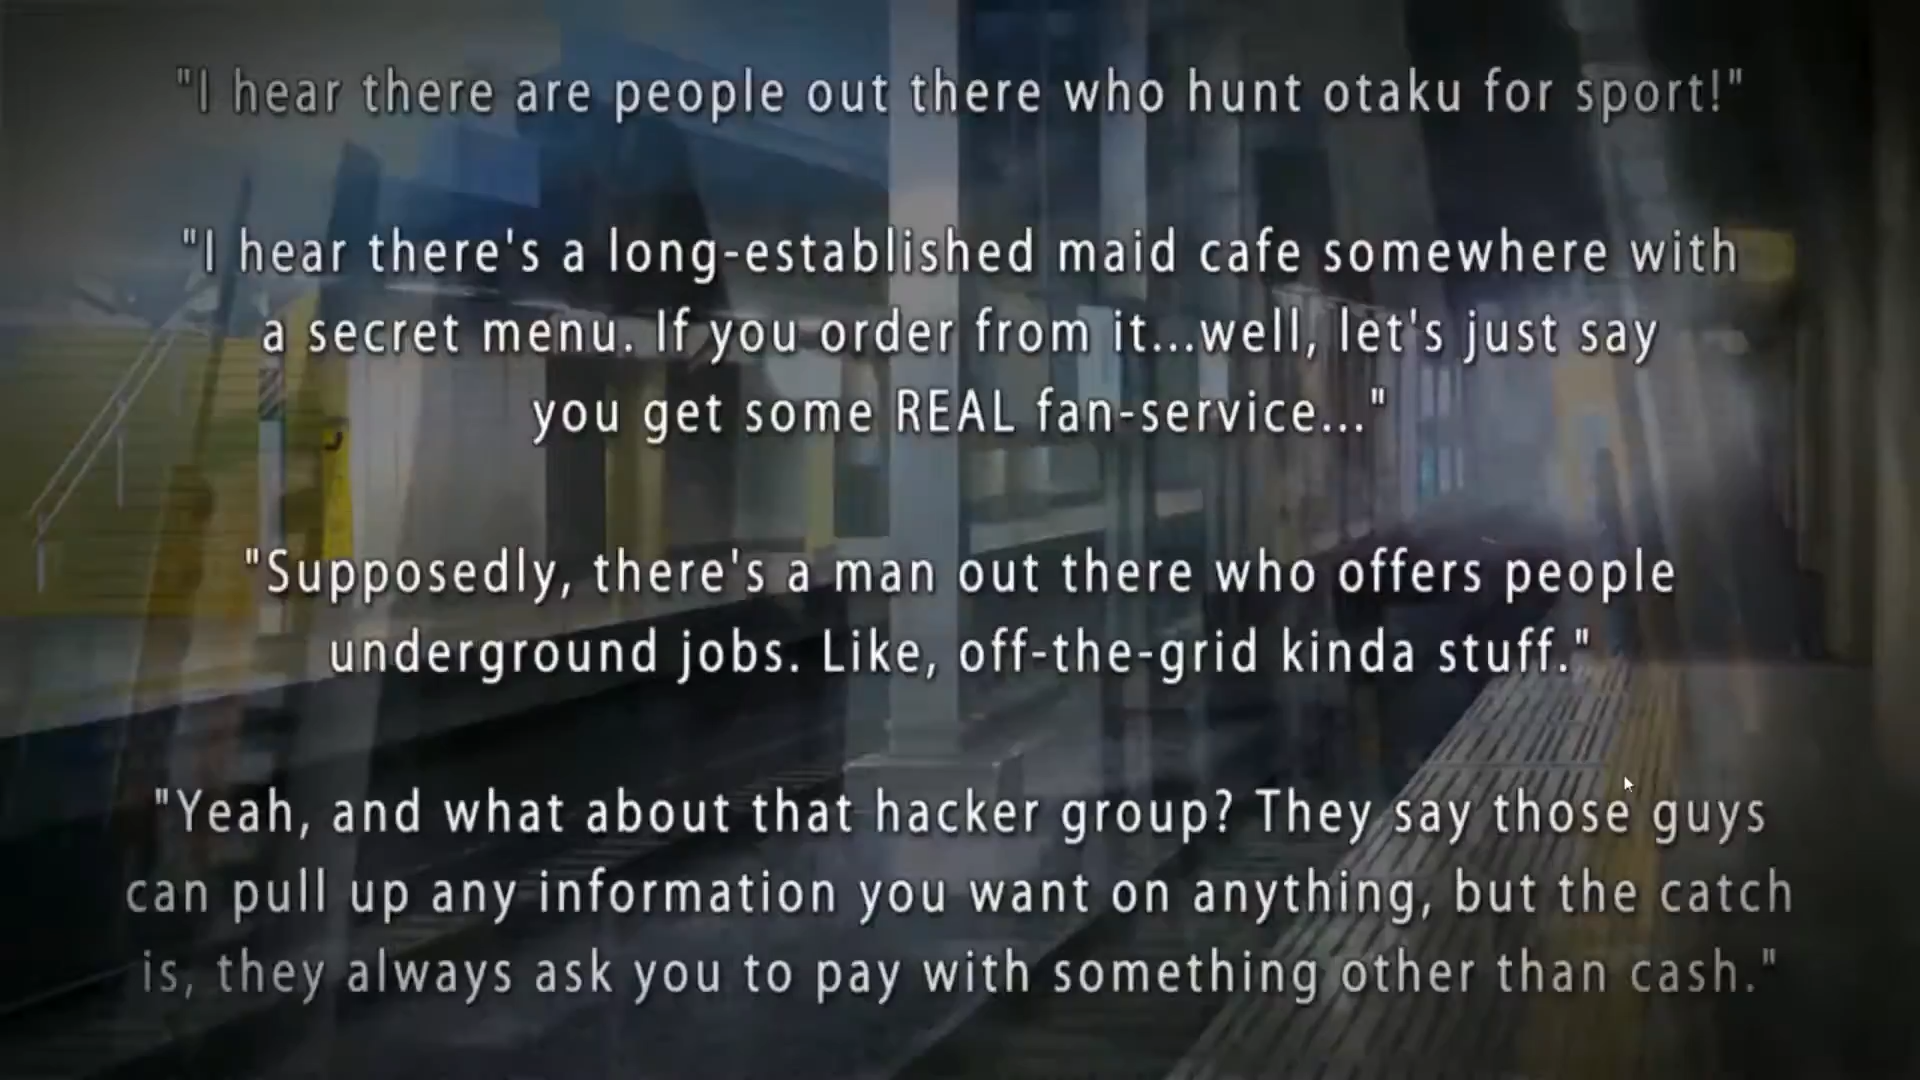 "I hear there are people out there who hunt otaku for sport!"
"I hear there's a long-established maid cafe somewhere with
a secret menu. If you order from it...well, let's just say
you get some REAL fan-service..."
"Supposedly, there's a man out there who offers people
underground jobs. Like, off-the-grid kinda stuff."
"Yeah, and what about that hacker group? They say those guys
can pull up any information you want on anything, but the catch
is, they always ask you to pay with something other than cash."